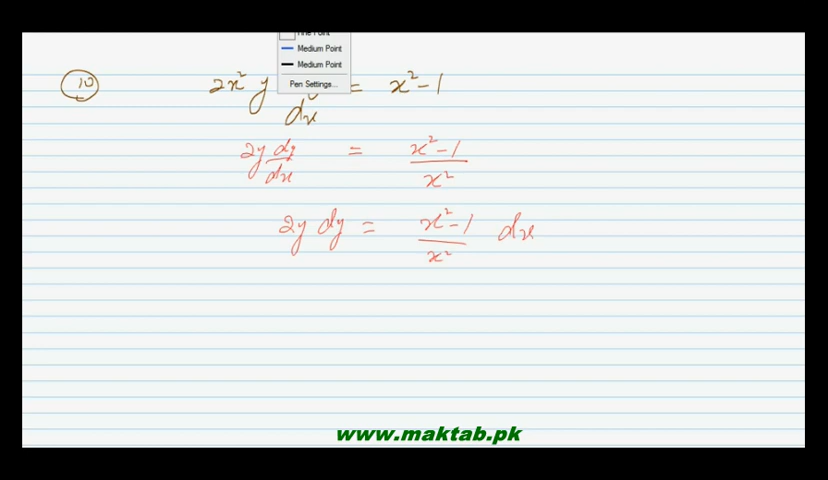 Fine Point
Medium Point
Medium Point
Pen Settings...
10 2x² y dx = x²-1
2y dy/dx = x²-1/x²
2y dy = x²-1/x² dx
www.maktab.pk